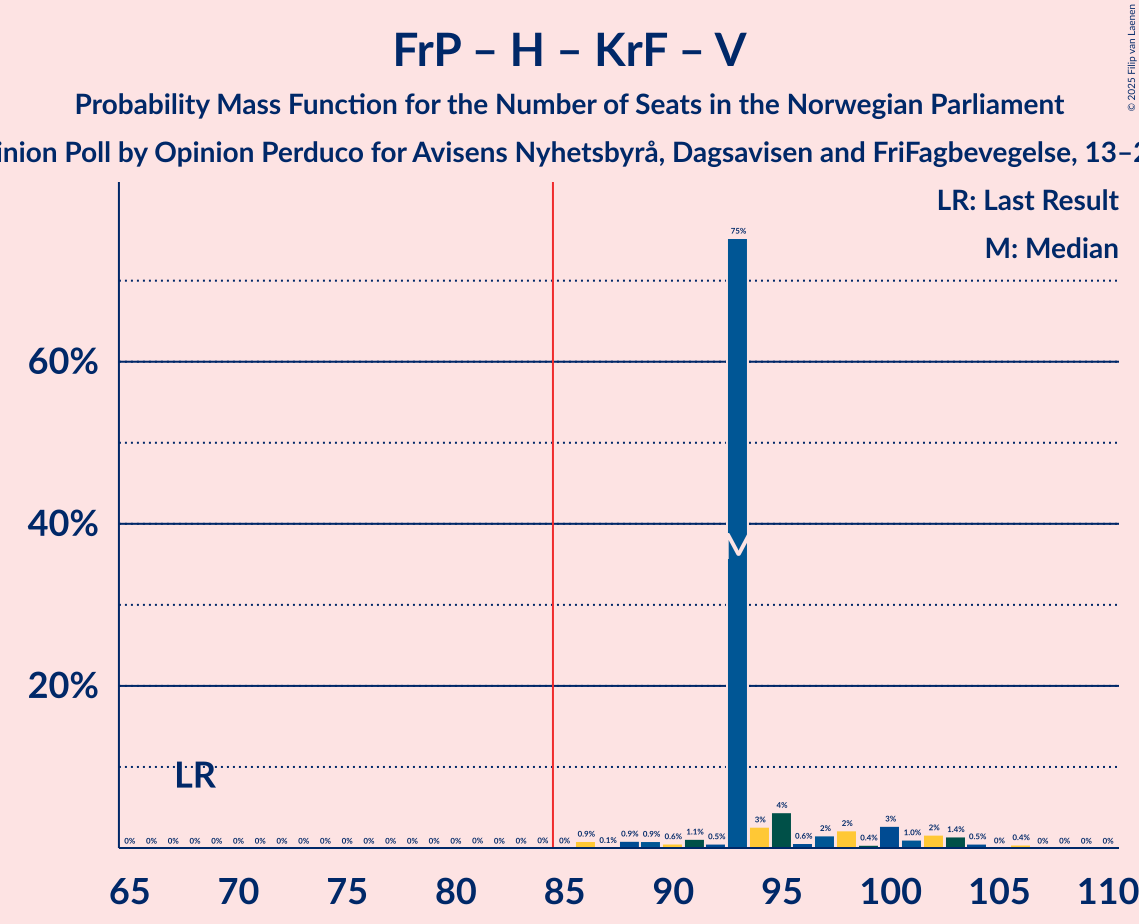 FrP – H – KrF – V
Probability Mass Function for the Number of Seats in the Norwegian Parliament
inion Poll by Opinion Perduco for Avisens Nyhetsbyrå, Dagsavisen and FriFagbevegelse, 13–2
© 2025 Filip van Laenen
LR: Last Result
M: Median
75%
60%
40%
20%
LR
0% 0% 0% 0% 0% 0% 0% 0% 0% 0% 0% 0% 0% 0% 0% 0% 0% 0% 0% 0% 0% 0.9% 0.1% 0.9% 0.9% 0.6% 1.1% 0.5% 3% 4% 0.6% 2% 2% 0.4% 3% 1.0% 2% 1.4% 0.5% 0% 0.4% 0% 0% 0% 0%
65 70 75 80 85 90 95 100 105 110